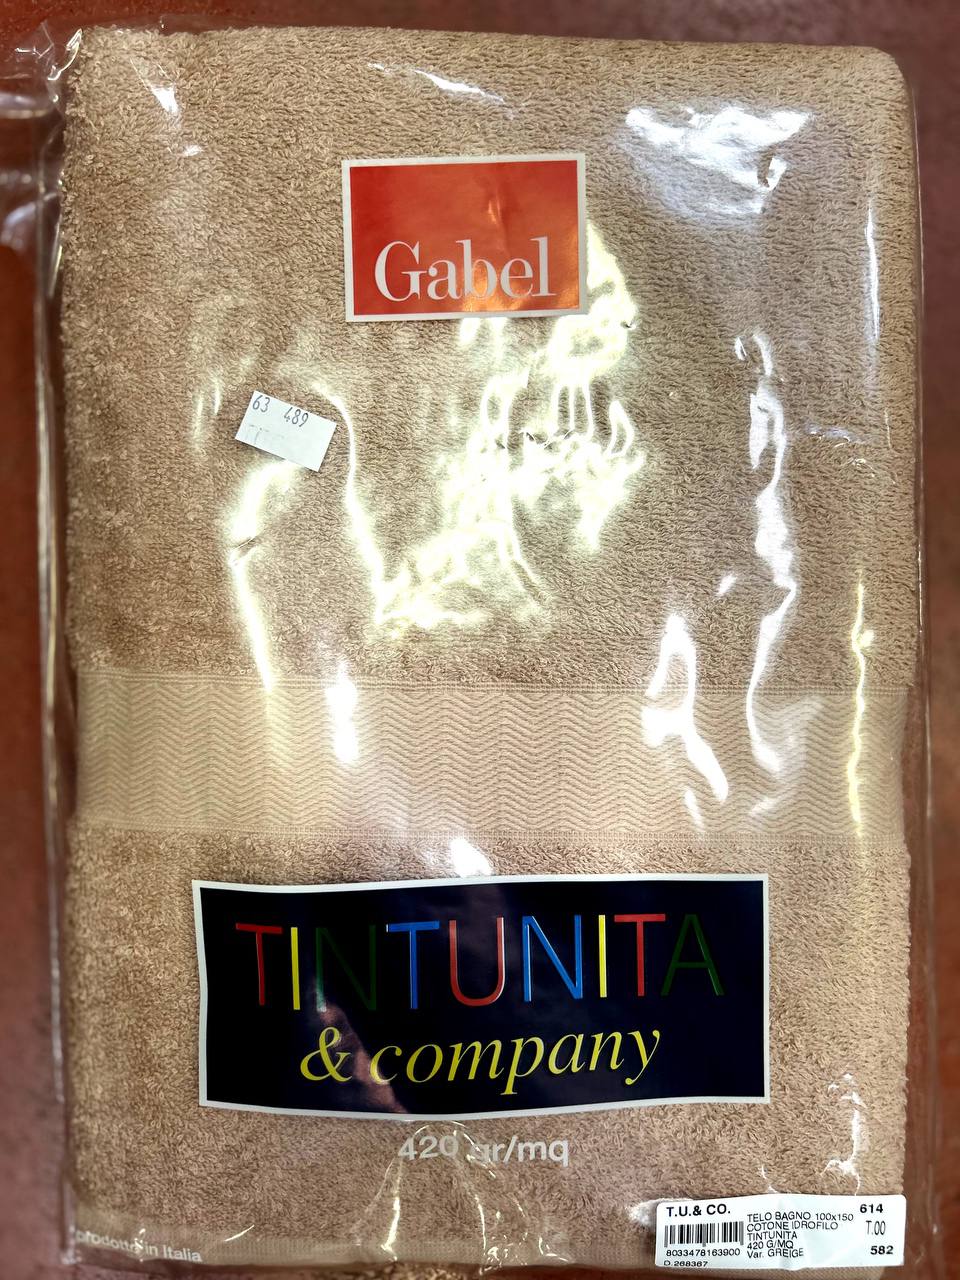 Gabel
63 489
TINTUNITA
& company
420 gr/mq
prodotto in Italia
T.U.& CO.
8033478163900
D.268367
TELO BAGNO 100x150
COTONE IDROFILO
TINTUNITA
420 G/MQ
Var. GREIGE
614
T.00
582